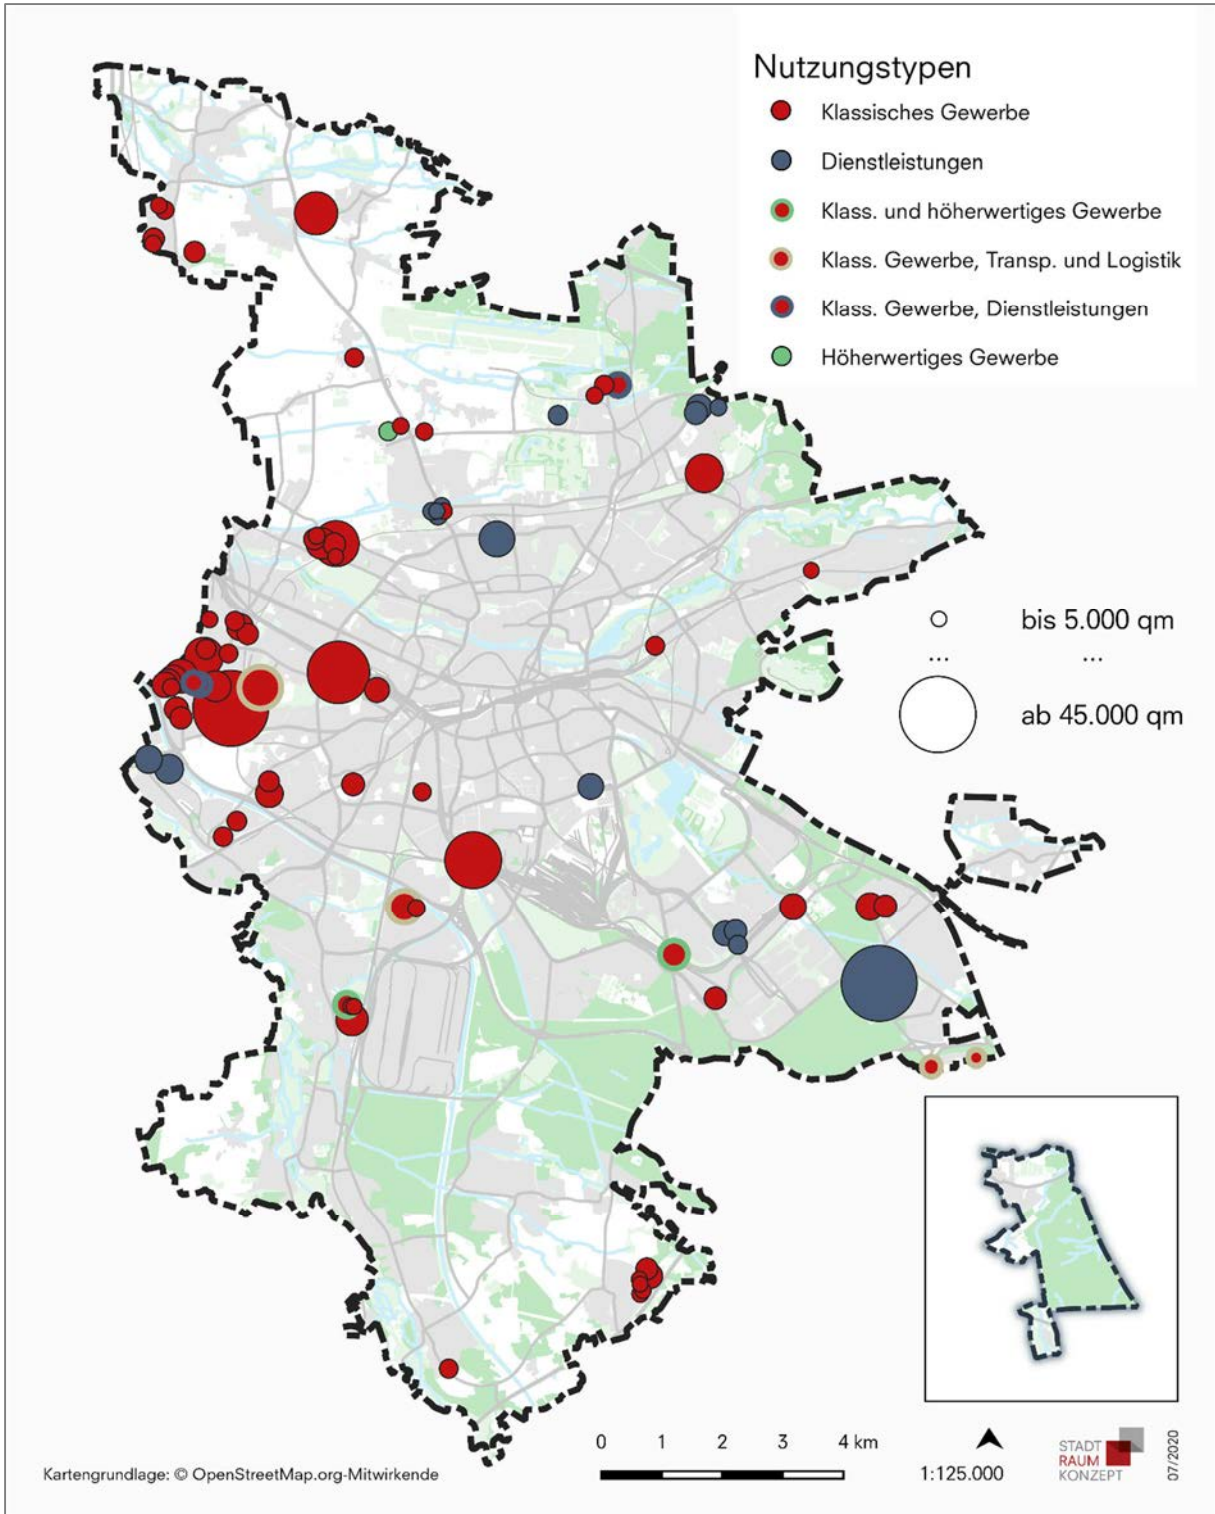 Nutzungstypen
Klassisches Gewerbe
Dienstleistungen
Klass. und höherwertiges Gewerbe
Klass. Gewerbe, Transp. und Logistik
Klass. Gewerbe, Dienstleistungen
Höherwertiges Gewerbe
bis 5.000 qm
... ...
ab 45.000 qm
0 1 2 3 4 km
1:125.000
STADT
RAUM
KONZEPT
07/2020
Kartengrundlage: © OpenStreetMap.org-Mitwirkende